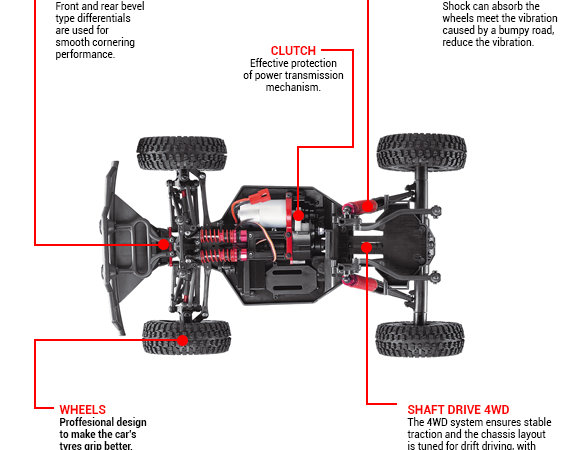 Front and rear bevel
type differentials
are used for
smooth cornering
performance.
Shock can absorb the
wheels meet the vibration
caused by a bumpy road,
reduce the vibration.
CLUTCH
Effective protection
of power transmission
mechanism.
WHEELS
Proffesional design
to make the car's
tyres grip better.
SHAFT DRIVE 4WD
The 4WD system ensures stable
traction and the chassis layout
is tuned for drift driving, with